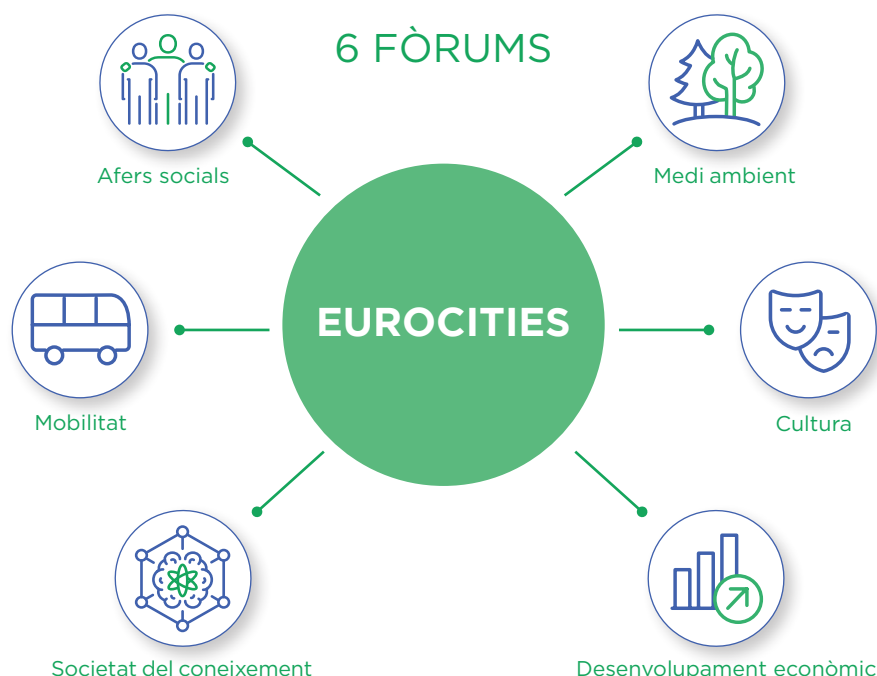 6 FÒRUMS
Afers socials
Medi ambient
EUROCITIES
Mobilitat
Cultura
Societat del coneixement
Desenvolupament econòmic